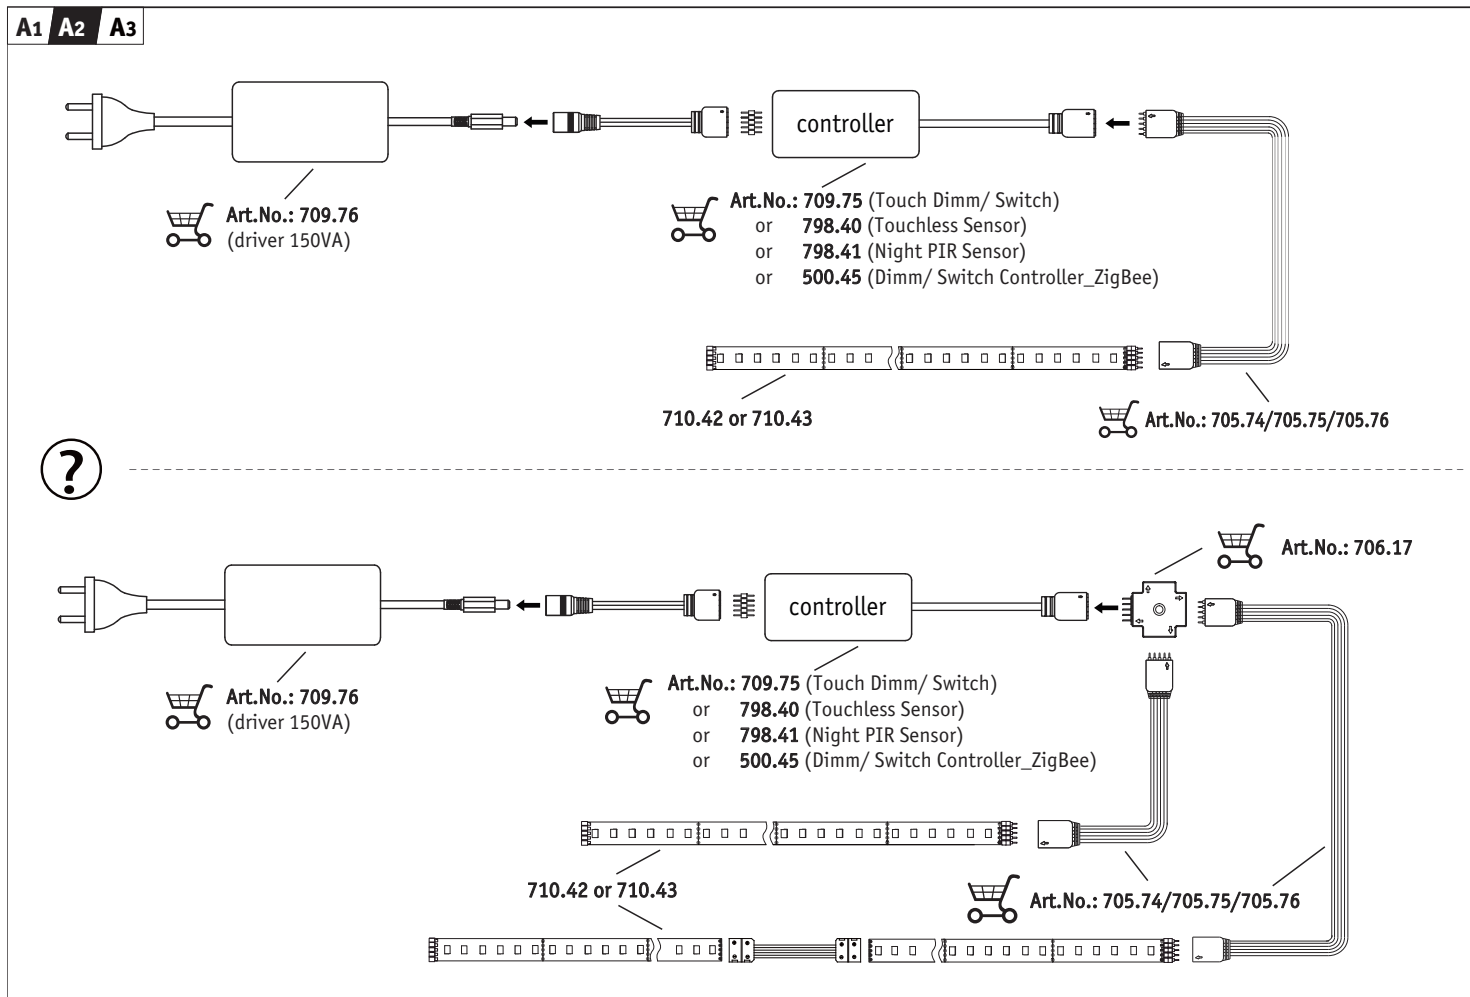 A1 A2 A3
controller
Art.No.: 709.76
(driver 150VA)
Art.No.: 709.75 (Touch Dimm/ Switch)
or 798.40 (Touchless Sensor)
or 798.41 (Night PIR Sensor)
or 500.45 (Dimm/ Switch Controller_ZigBee)
710.42 or 710.43
Art.No.: 705.74/705.75/705.76
?
Art.No.: 706.17
controller
Art.No.: 709.76
(driver 150VA)
Art.No.: 709.75 (Touch Dimm/ Switch)
or 798.40 (Touchless Sensor)
or 798.41 (Night PIR Sensor)
or 500.45 (Dimm/ Switch Controller_ZigBee)
710.42 or 710.43
Art.No.: 705.74/705.75/705.76